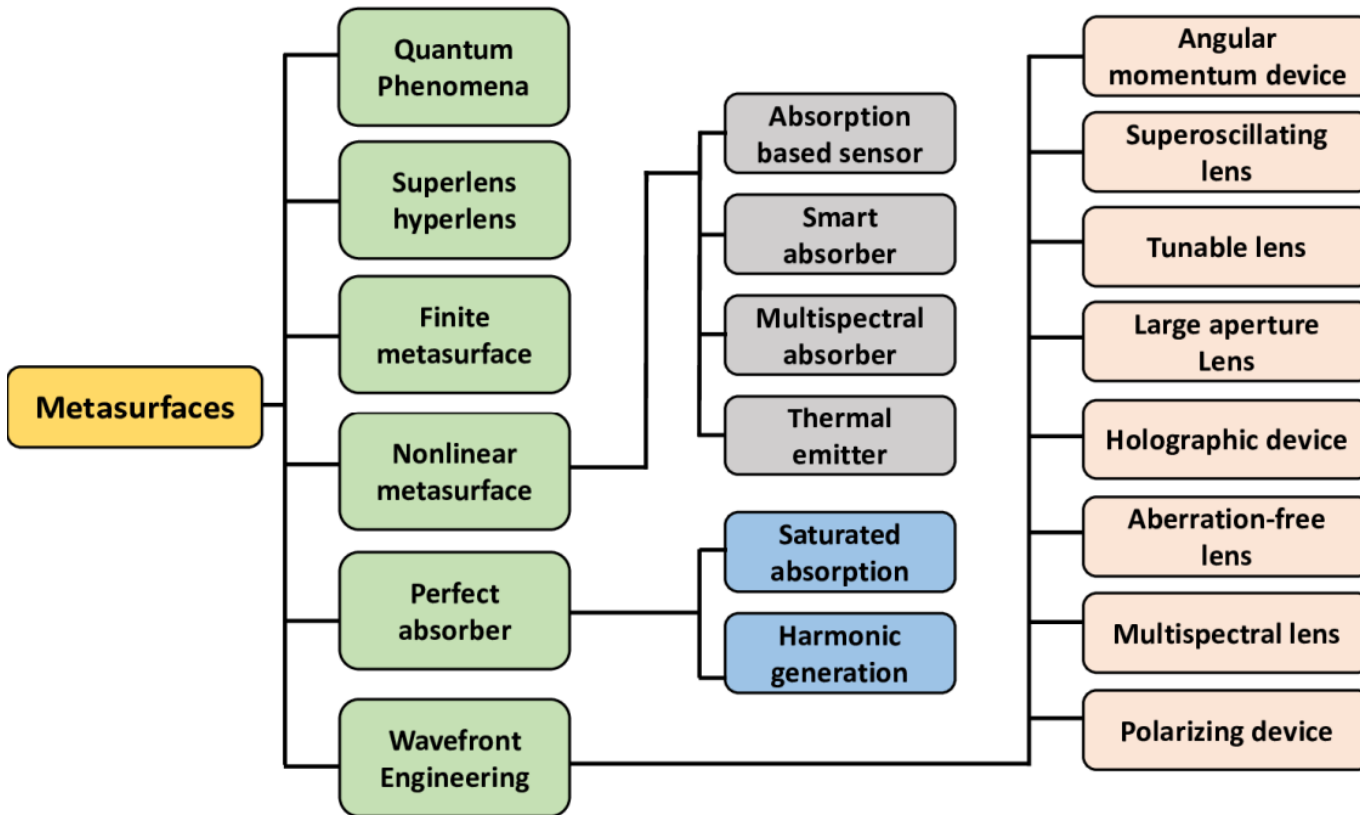 Metasurfaces
Quantum
Phenomena
Superlens
hyperlens
Finite
metasurface
Nonlinear
metasurface
Perfect
absorber
Wavefront
Engineering
Absorption
based sensor
Smart
absorber
Multispectral
absorber
Thermal
emitter
Saturated
absorption
Harmonic
generation
Angular
momentum device
Superoscillating
lens
Tunable lens
Large aperture
Lens
Holographic device
Aberration-free
lens
Multispectral lens
Polarizing device